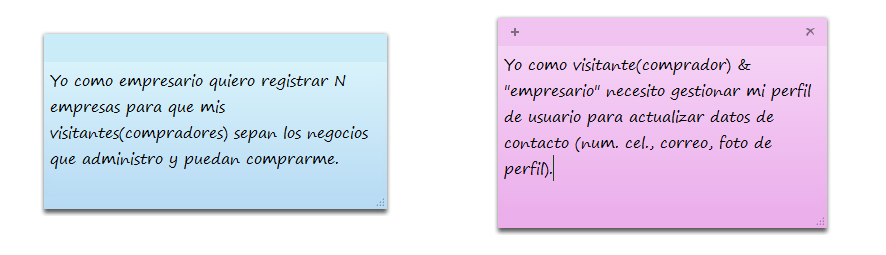 Yo como empresario quiero registrar N
empresas para que mis
visitantes(compradores) sepan los negocios
que administro y puedan comprarme.
Yo como visitante(comprador) &
"empresario" necesito gestionar mi perfil
de usuario para actualizar datos de
contacto (num. cel., correo, foto de
perfil).